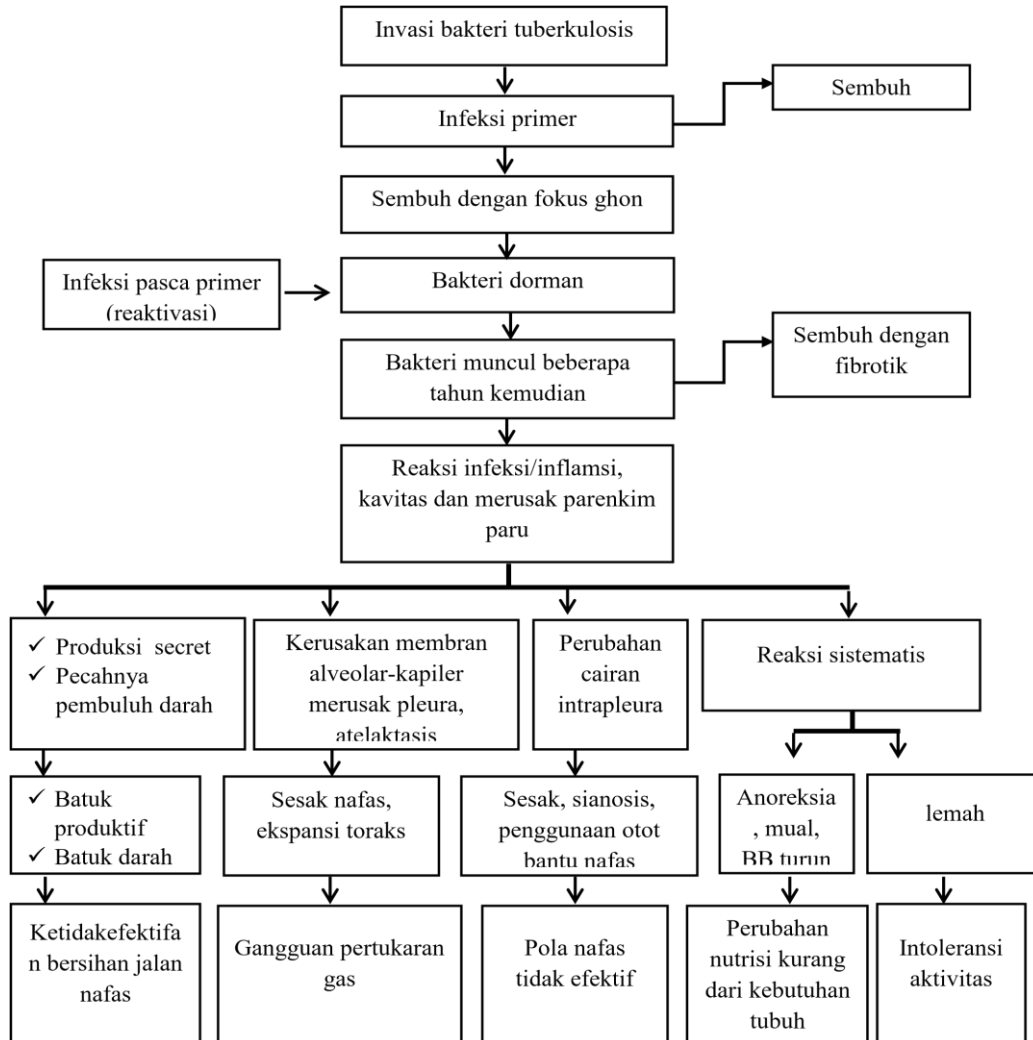 Invasi bakteri tuberkulosis
Sembuh
Infeksi primer
Sembuh dengan fokus ghon
Infeksi pasca primer
(reaktivasi)
Bakteri dorman
Bakteri muncul beberapa
tahun kemudian
Sembuh dengan
fibrotik
Reaksi infeksi/inflamsi,
kavitas dan merusak parenkim
paru
✓ Produksi secret
✓ Pecahnya
pembuluh darah
Kerusakan membran
alveolar-kapiler
merusak pleura,
atelaktasis
Perubahan
cairan
intrapleura
Reaksi sistematis
✓ Batuk
produktif
✓ Batuk darah
Sesak nafas,
ekspansi toraks
Sesak, sianosis,
penggunaan otot
bantu nafas
Anoreksia
, mual,
BB turun
lemah
Ketidakefektifa
n bersihan jalan
nafas
Gangguan pertukaran
gas
Pola nafas
tidak efektif
Perubahan
nutrisi kurang
dari kebutuhan
tubuh
Intoleransi
aktivitas